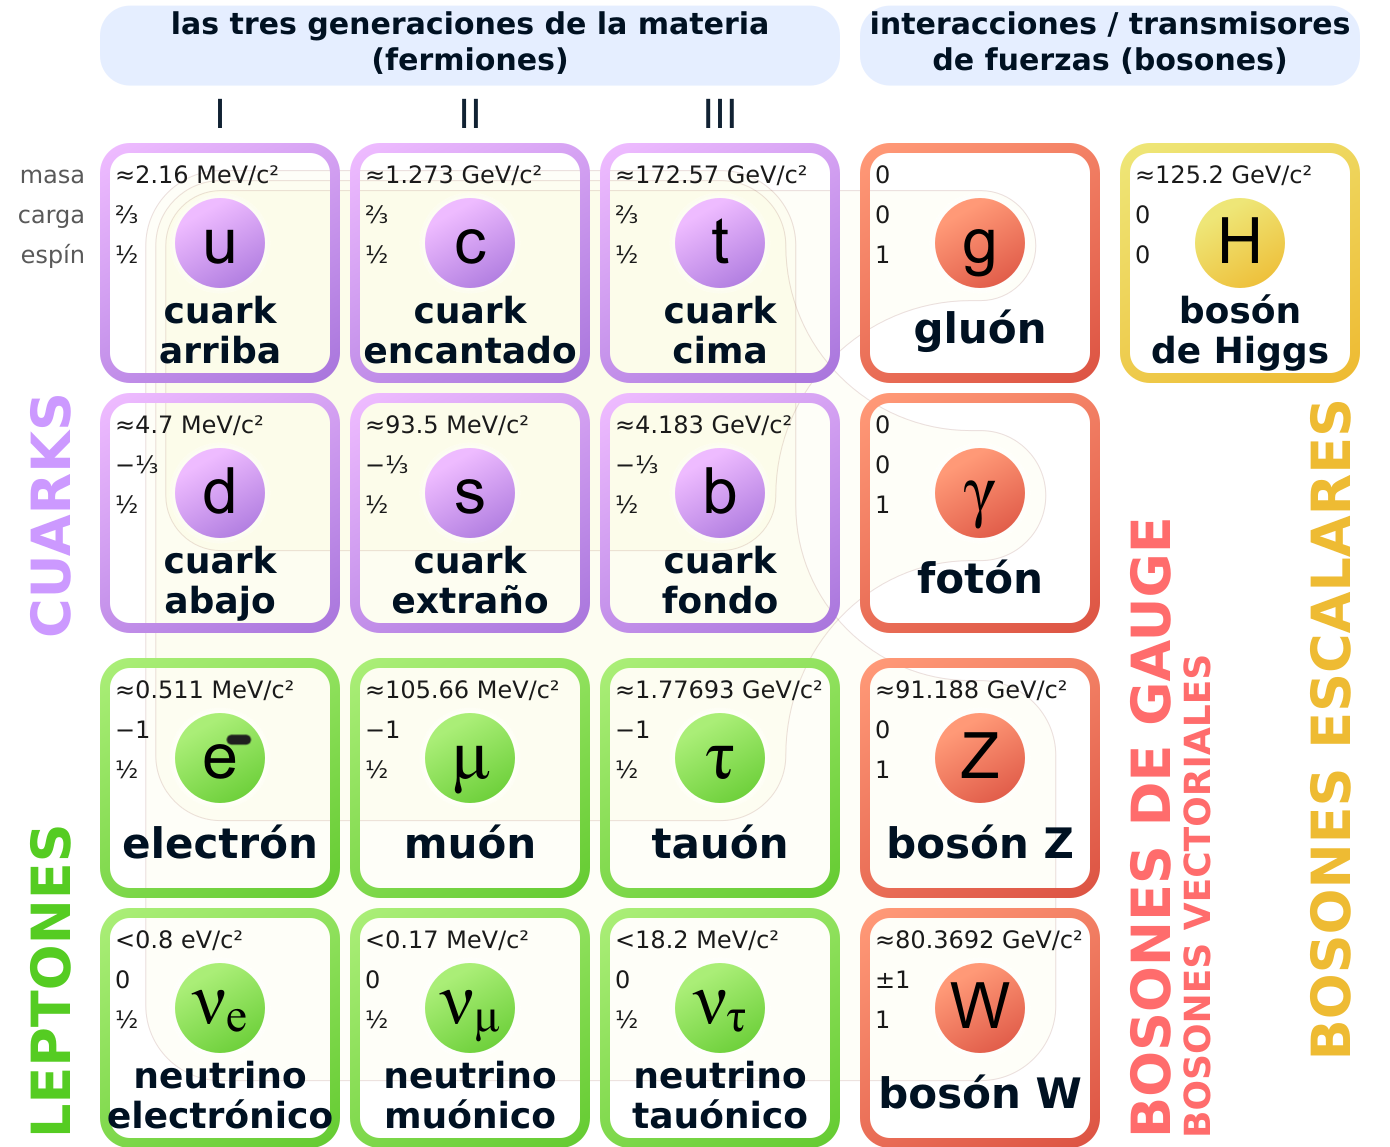 las tres generaciones de la materia
(fermiones)
interacciones / transmisores
de fuerzas (bosones)
I
II
III
masa
carga
espín
≈2.16 MeV/c²
⅔
½
u
cuark
arriba
≈1.273 GeV/c²
⅔
½
c
cuark
encantado
≈172.57 GeV/c²
⅔
½
t
cuark
cima
0
0
1
g
gluón
≈125.2 GeV/c²
0
0
H
bosón
de Higgs
CUARKS
≈4.7 MeV/c²
−⅓
½
d
cuark
abajo
≈93.5 MeV/c²
−⅓
½
s
cuark
extraño
≈4.183 GeV/c²
−⅓
½
b
cuark
fondo
0
0
1
γ
fotón
LEPTONES
≈0.511 MeV/c²
−1
½
e⁻
electrón
≈105.66 MeV/c²
−1
½
μ
muón
≈1.77693 GeV/c²
−1
½
τ
tauón
≈91.188 GeV/c²
0
1
Z
bosón Z
<0.8 eV/c²
0
½
νe
neutrino
electrónico
<0.17 MeV/c²
0
½
νμ
neutrino
muónico
<18.2 MeV/c²
0
½
ντ
neutrino
tauónico
≈80.3692 GeV/c²
±1
1
W
bosón W
BOSONES DE GAUGE
BOSONES VECTORIALES
BOSONES ESCALARES